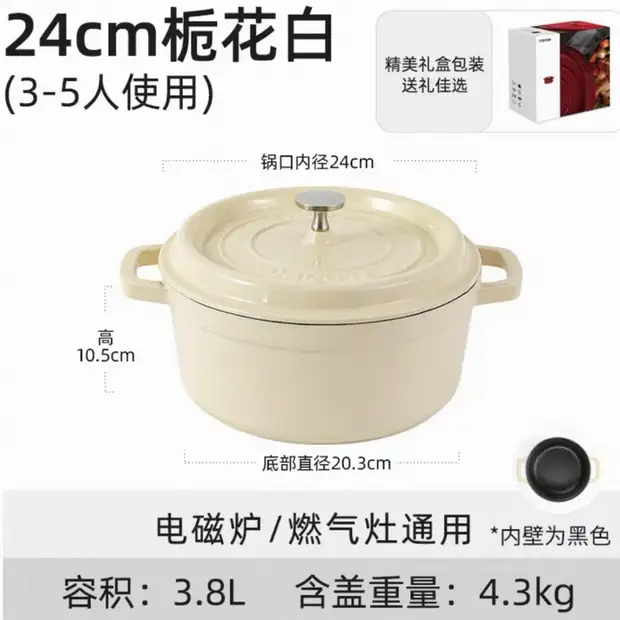 24cm栀花白
(3-5人使用)
精美礼盒包装
送礼佳选
锅口内径24cm
高
10.5cm
底部直径20.3cm
电磁炉/燃气灶通用
*内壁为黑色
容积：3.8L 含盖重量：4.3kg